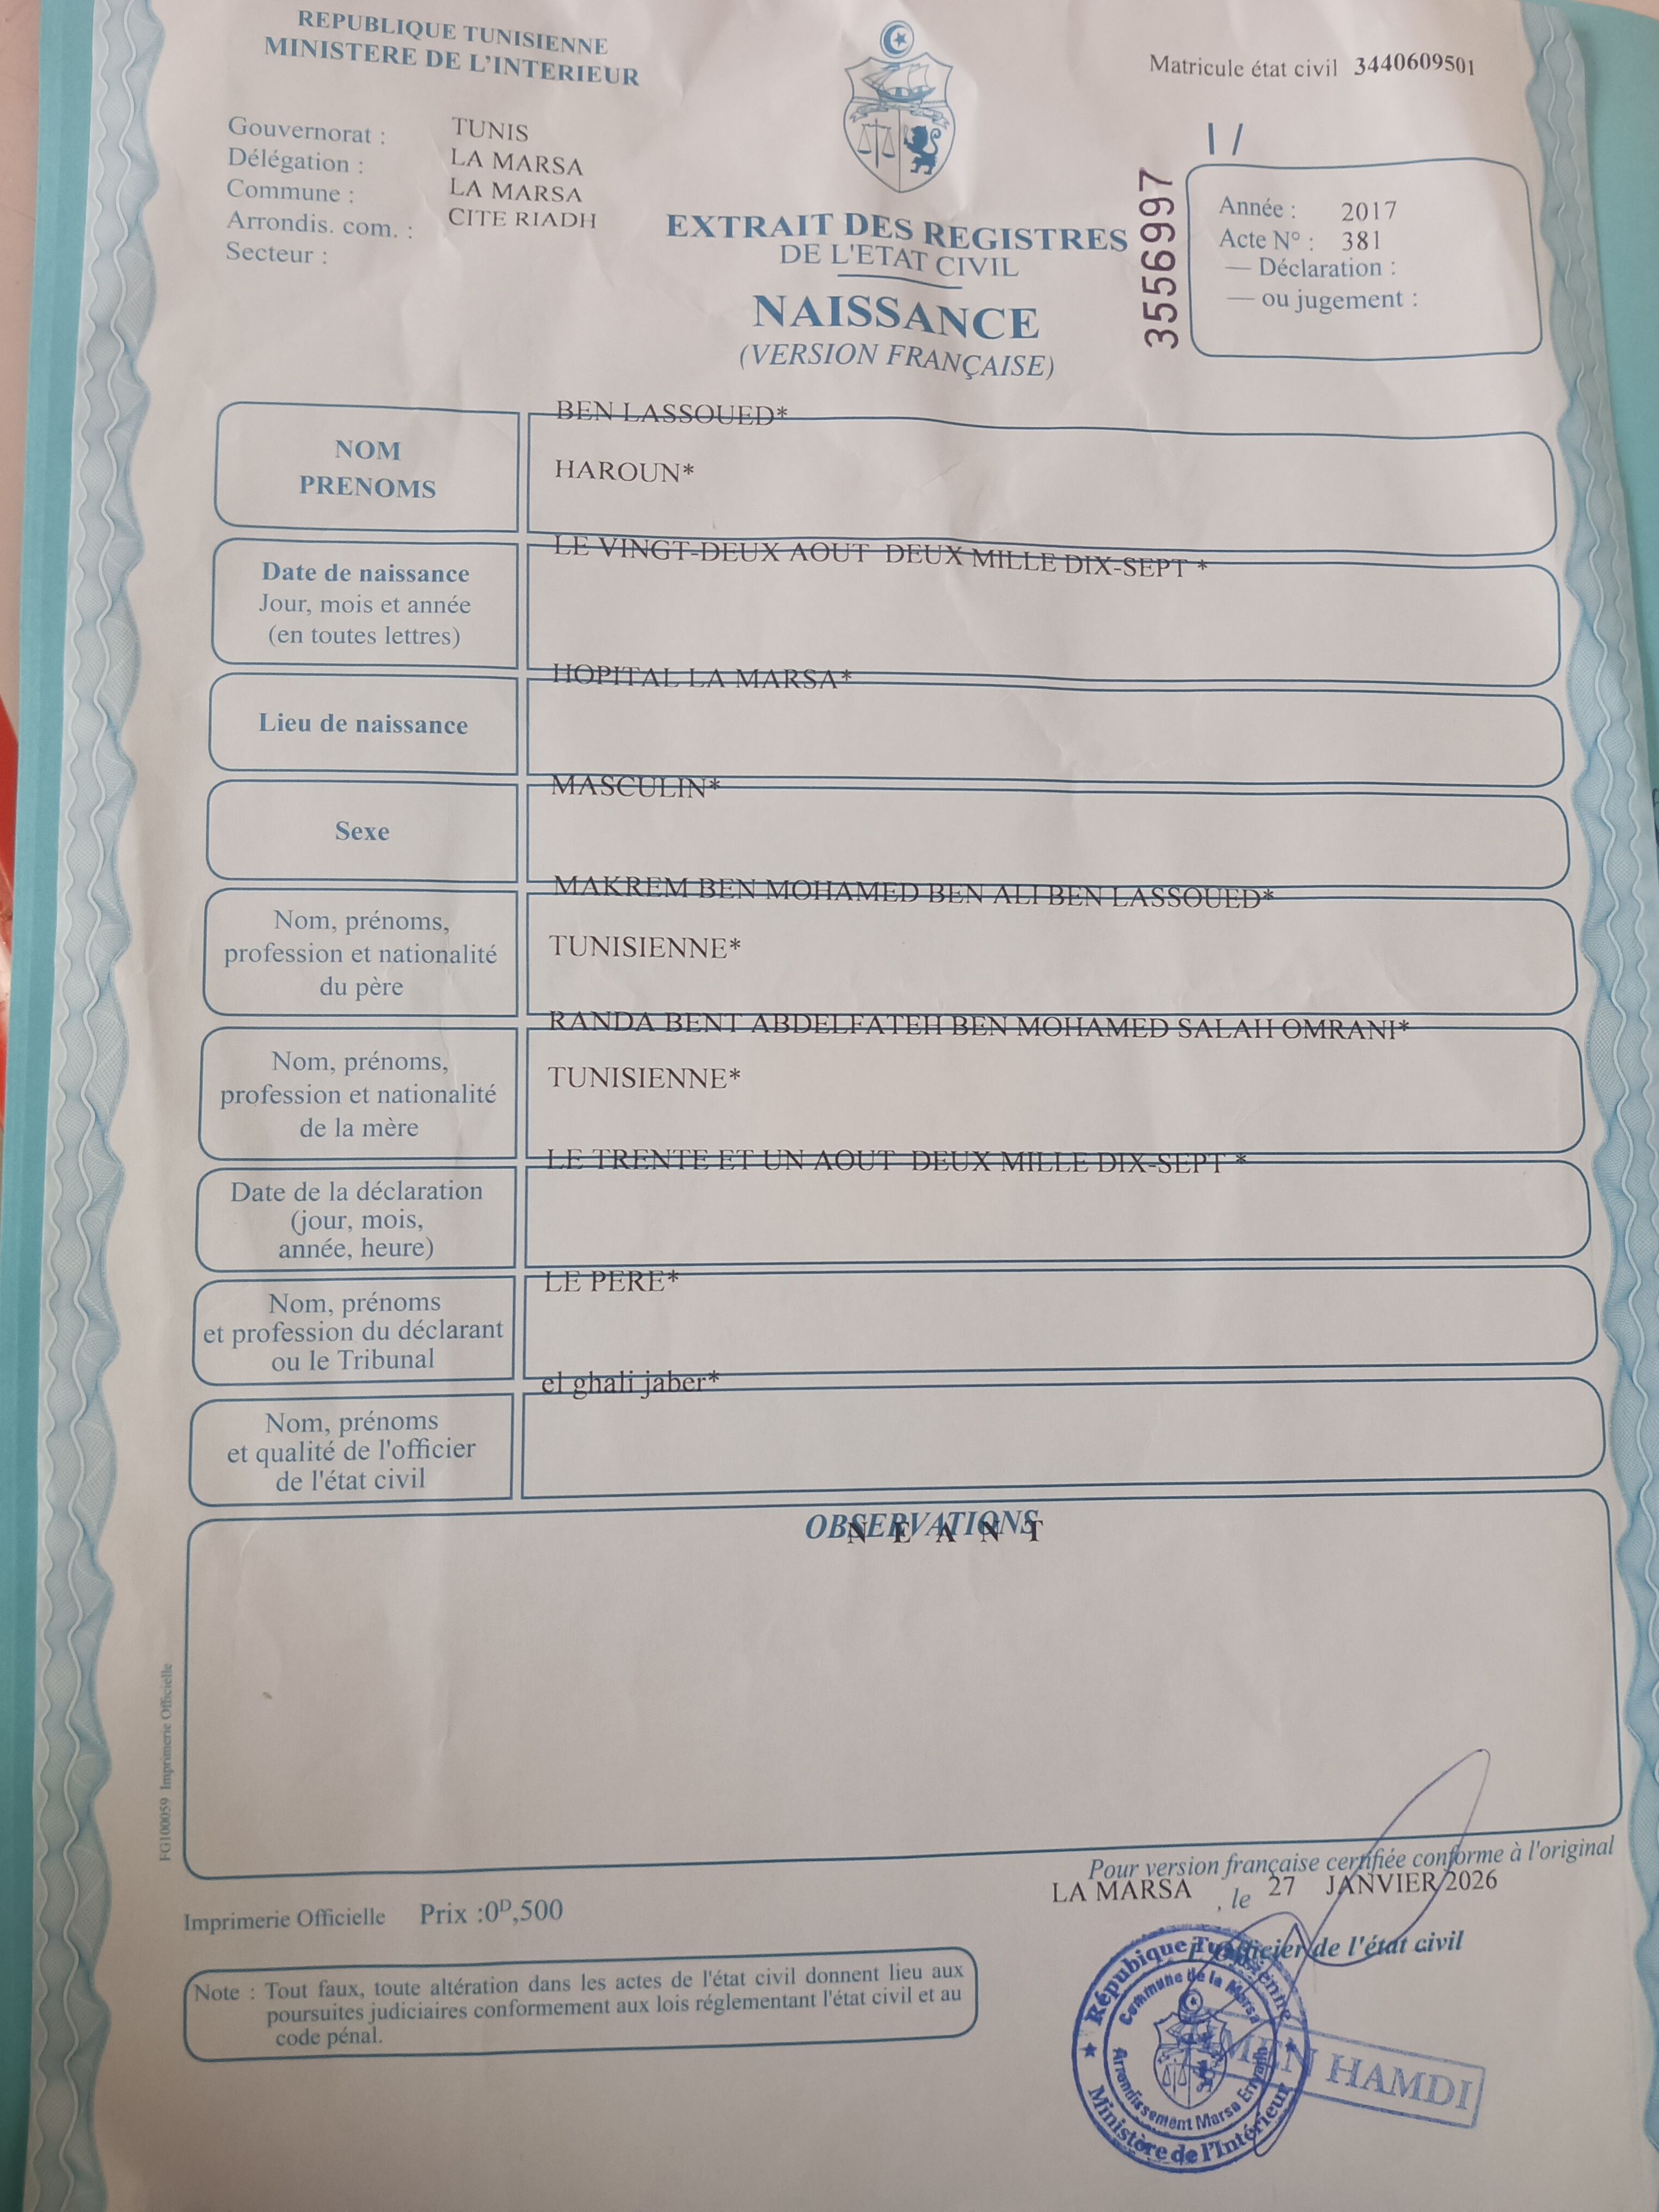 REPUBLIQUE TUNISIENNE
MINISTERE DE L'INTERIEUR
Matricule état civil 3440609501
Gouvernorat : TUNIS
Délégation : LA MARSA
Commune : LA MARSA
Arrondis. com. : CITE RIADH
Secteur :
EXTRAIT DES REGISTRES
DE L'ETAT CIVIL
NAISSANCE
(VERSION FRANÇAISE)
3556997
1/
Année : 2017
Acte N° : 381
— Déclaration :
— ou jugement :
NOM
PRENOMS
BEN LASSOUED*
HAROUN*
Date de naissance
Jour, mois et année
(en toutes lettres)
LE VINGT-DEUX AOUT DEUX MILLE DIX-SEPT *
Lieu de naissance
HOPITAL LA MARSA*
Sexe
MASCULIN*
Nom, prénoms,
profession et nationalité
du père
MAKREM BEN MOHAMED BEN ALI BEN LASSOUED*
TUNISIENNE*
Nom, prénoms,
profession et nationalité
de la mère
RANDA BENT ABDELFATEH BEN MOHAMED SALAH OMRANI*
TUNISIENNE*
Date de la déclaration
(jour, mois,
année, heure)
LE TRENTE ET UN AOUT DEUX MILLE DIX-SEPT *
Nom, prénoms
et profession du déclarant
ou le Tribunal
LE PERE*
Nom, prénoms
et qualité de l'officier
de l'état civil
el ghali jaber*
OBSERVATIONS
N E A N T
FG100059 Imprimerie Officielle
Pour version française certifiée conforme à l'original
LA MARSA , le 27 JANVIER 2026
L'Officier de l'état civil
Imprimerie Officielle Prix :0ᴰ,500
Note : Tout faux, toute altération dans les actes de l'état civil donnent lieu aux
poursuites judiciaires conformement aux lois réglementant l'état civil et au
code pénal.
République Tunisienne
Commune de la Marsa
Arrondissement Marsa Erriadh
Ministère de l'Intérieur
HAMDI